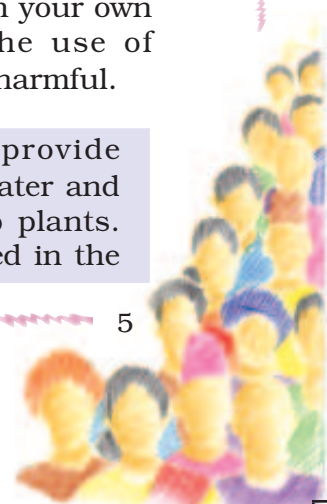 n your own
he use of
harmful.
provide
ater and
o plants.
ed in the
5